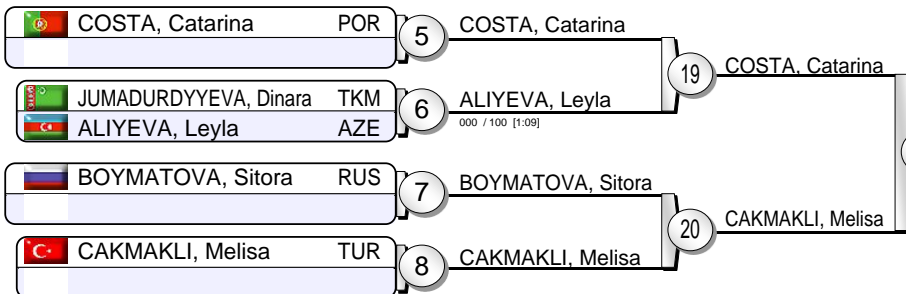 COSTA, Catarina POR
5
COSTA, Catarina
JUMADURDYYEVA, Dinara TKM
ALIYEVA, Leyla AZE
6
ALIYEVA, Leyla
000 / 100 [1:09]
19
COSTA, Catarina
BOYMATOVA, Sitora RUS
7
BOYMATOVA, Sitora
CAKMAKLI, Melisa TUR
8
CAKMAKLI, Melisa
20
CAKMAKLI, Melisa